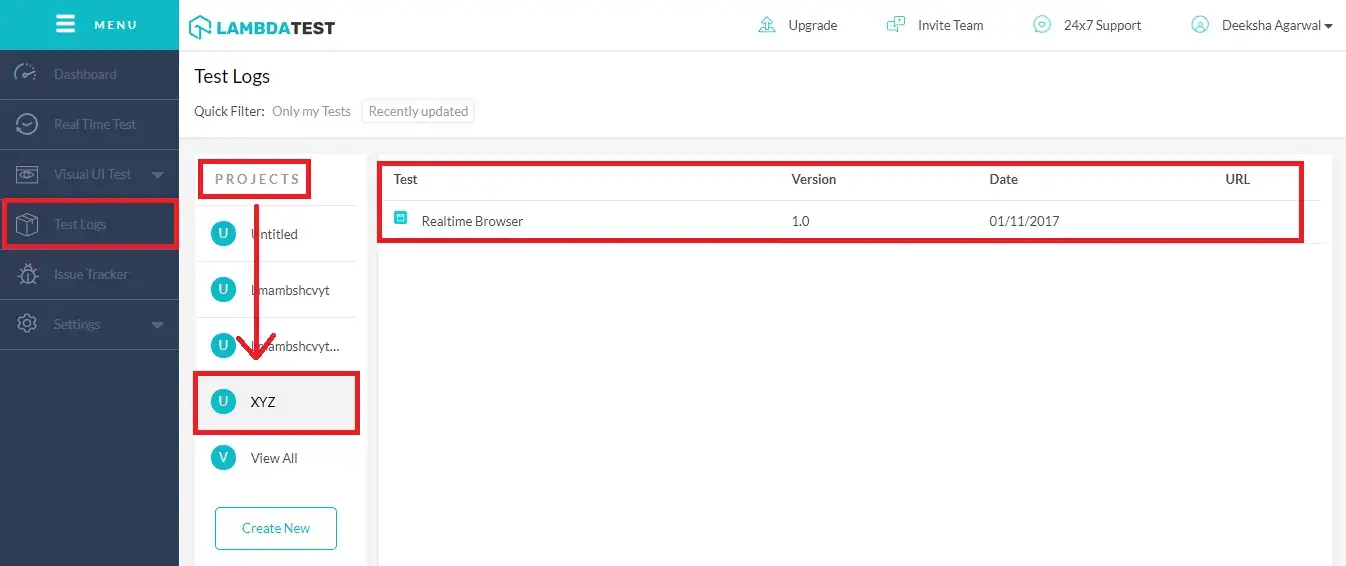 MENU
LAMBDATEST
Upgrade
Invite Team
24x7 Support
Deeksha Agarwal
Dashboard
Real Time Test
Visual UI Test
Test Logs
Issue Tracker
Settings
Test Logs
Quick Filter: Only my Tests Recently updated
PROJECTS
U Untitled
U Lmambshcvyt
U Lmambshcvyt...
U XYZ
V View All
Create New
Test Version Date URL
Realtime Browser 1.0 01/11/2017